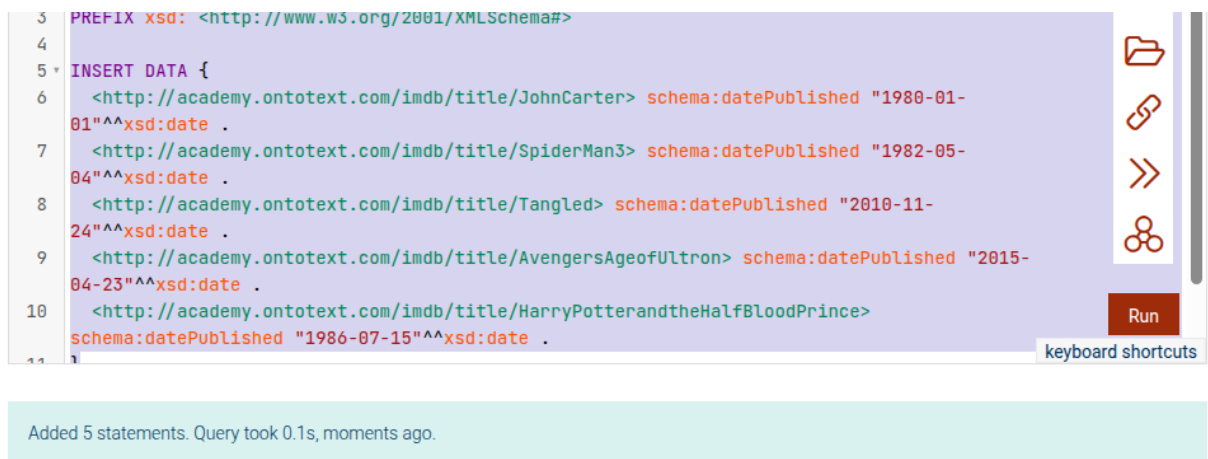 3 PREFIX xsd: <http://www.w3.org/2001/XMLSchema#>
4
5 INSERT DATA {
6 <http://academy.ontotext.com/imdb/title/JohnCarter> schema:datePublished "1980-01-
01"^^xsd:date .
7 <http://academy.ontotext.com/imdb/title/SpiderMan3> schema:datePublished "1982-05-
04"^^xsd:date .
8 <http://academy.ontotext.com/imdb/title/Tangled> schema:datePublished "2010-11-
24"^^xsd:date .
9 <http://academy.ontotext.com/imdb/title/AvengersAgeofUltron> schema:datePublished "2015-
04-23"^^xsd:date .
10 <http://academy.ontotext.com/imdb/title/HarryPotterandtheHalfBloodPrince>
schema:datePublished "1986-07-15"^^xsd:date .
11 }
Run
keyboard shortcuts
Added 5 statements. Query took 0.1s, moments ago.